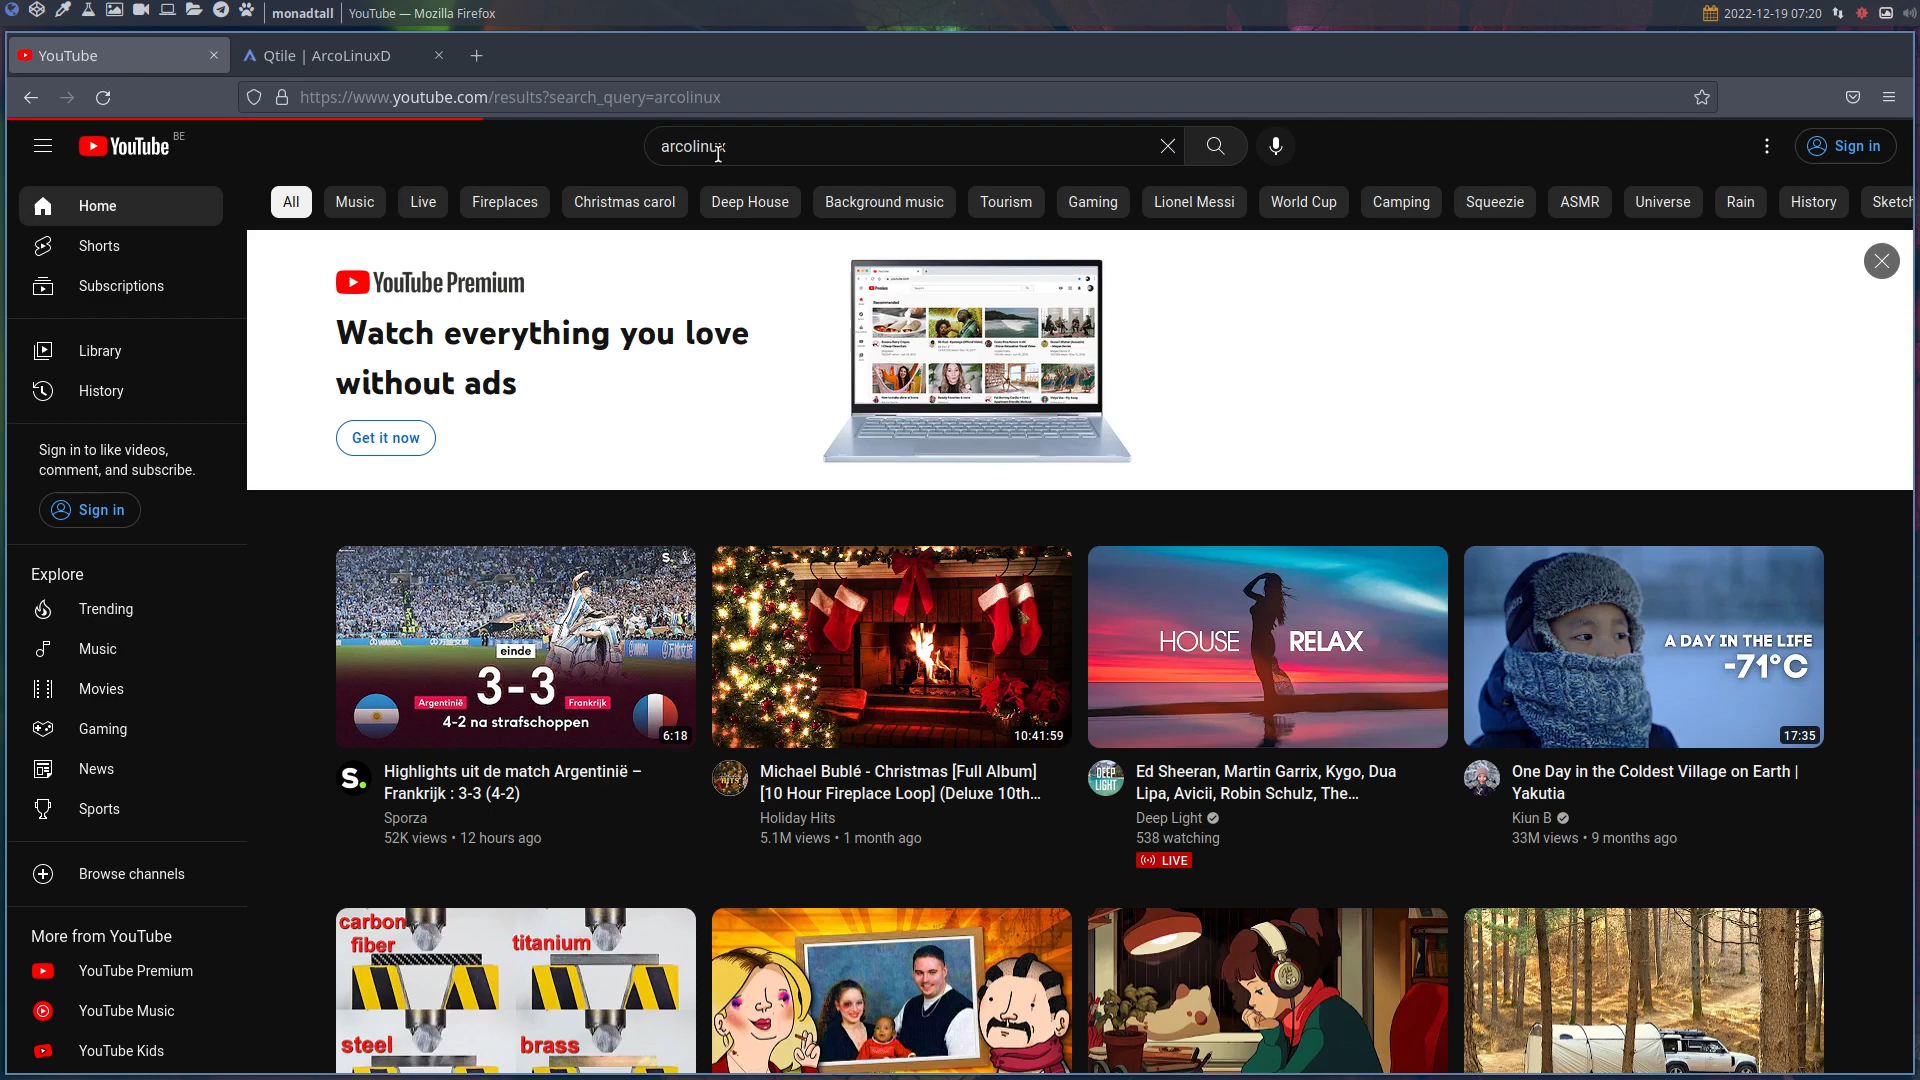 monadtall
YouTube — Mozilla Firefox
2022-12-19 07:20
YouTube
Qtile | ArcoLinuxD
https://www.youtube.com/results?search_query=arcolinux
YouTube
BE
arcolinux
Sign in
Home
Shorts
Subscriptions
Library
History
Sign in to like videos,
comment, and subscribe.
Sign in
Explore
Trending
Music
Movies
Gaming
News
Sports
Browse channels
More from YouTube
YouTube Premium
YouTube Music
YouTube Kids
All
Music
Live
Fireplaces
Christmas carol
Deep House
Background music
Tourism
Gaming
Lionel Messi
World Cup
Camping
Squeezie
ASMR
Universe
Rain
History
Sketch
YouTube Premium
Watch everything you love
without ads
Get it now
einde
3-3
Argentinië
Frankrijk
4-2 na strafschoppen
6:18
S.
Highlights uit de match Argentinië –
Frankrijk : 3-3 (4-2)
Sporza
52K views • 12 hours ago
10:41:59
Michael Bublé - Christmas [Full Album]
[10 Hour Fireplace Loop] (Deluxe 10th…
Holiday Hits
5.1M views • 1 month ago
HOUSE RELAX
DEEP
LIGHT
Ed Sheeran, Martin Garrix, Kygo, Dua
Lipa, Avicii, Robin Schulz, The…
Deep Light
538 watching
LIVE
A DAY IN THE LIFE
-71°C
17:35
One Day in the Coldest Village on Earth |
Yakutia
Kiun B
33M views • 9 months ago
carbon
fiber
titanium
steel
brass